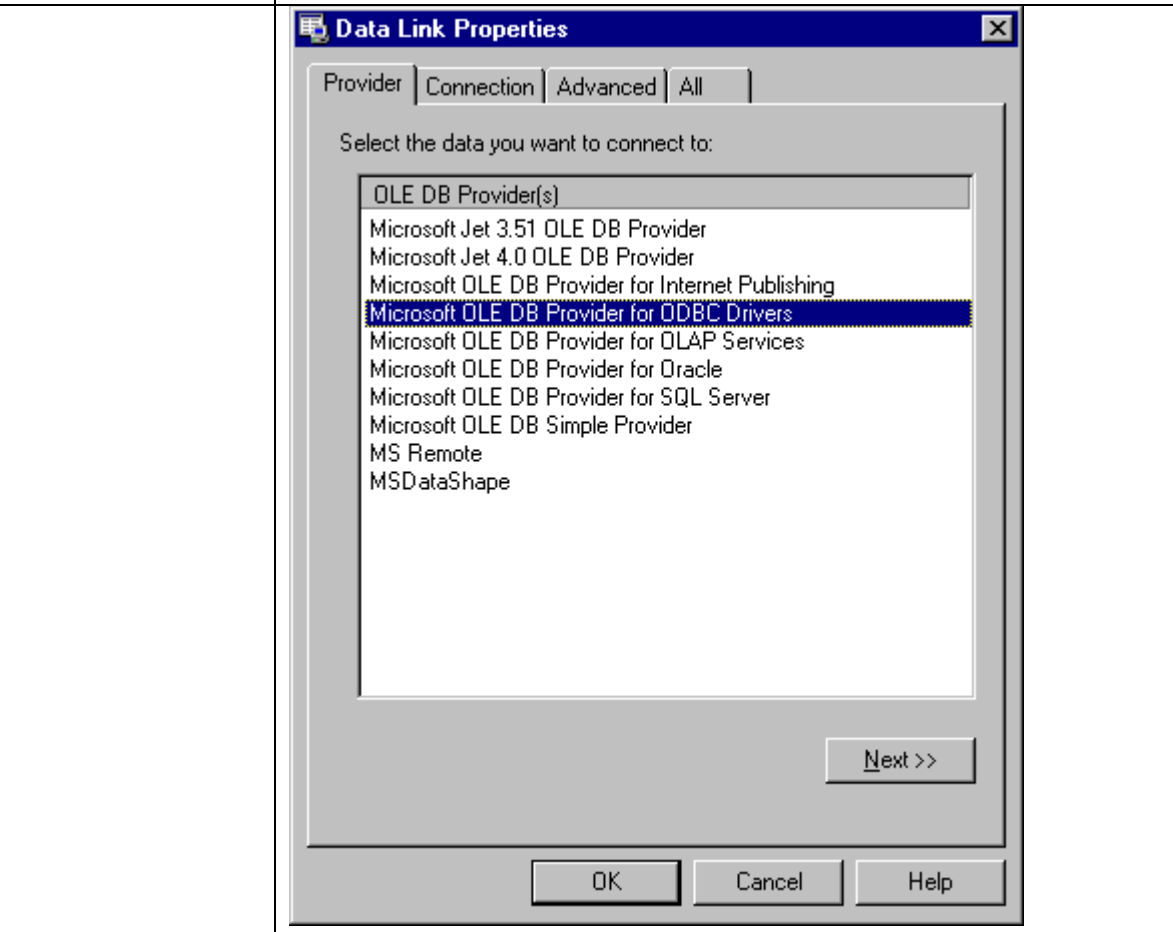 Data Link Properties
Provider Connection Advanced All
Select the data you want to connect to:
OLE DB Provider(s)
Microsoft Jet 3.51 OLE DB Provider
Microsoft Jet 4.0 OLE DB Provider
Microsoft OLE DB Provider for Internet Publishing
Microsoft OLE DB Provider for ODBC Drivers
Microsoft OLE DB Provider for OLAP Services
Microsoft OLE DB Provider for Oracle
Microsoft OLE DB Provider for SQL Server
Microsoft OLE DB Simple Provider
MS Remote
MSDataShape
Next >>
OK Cancel Help